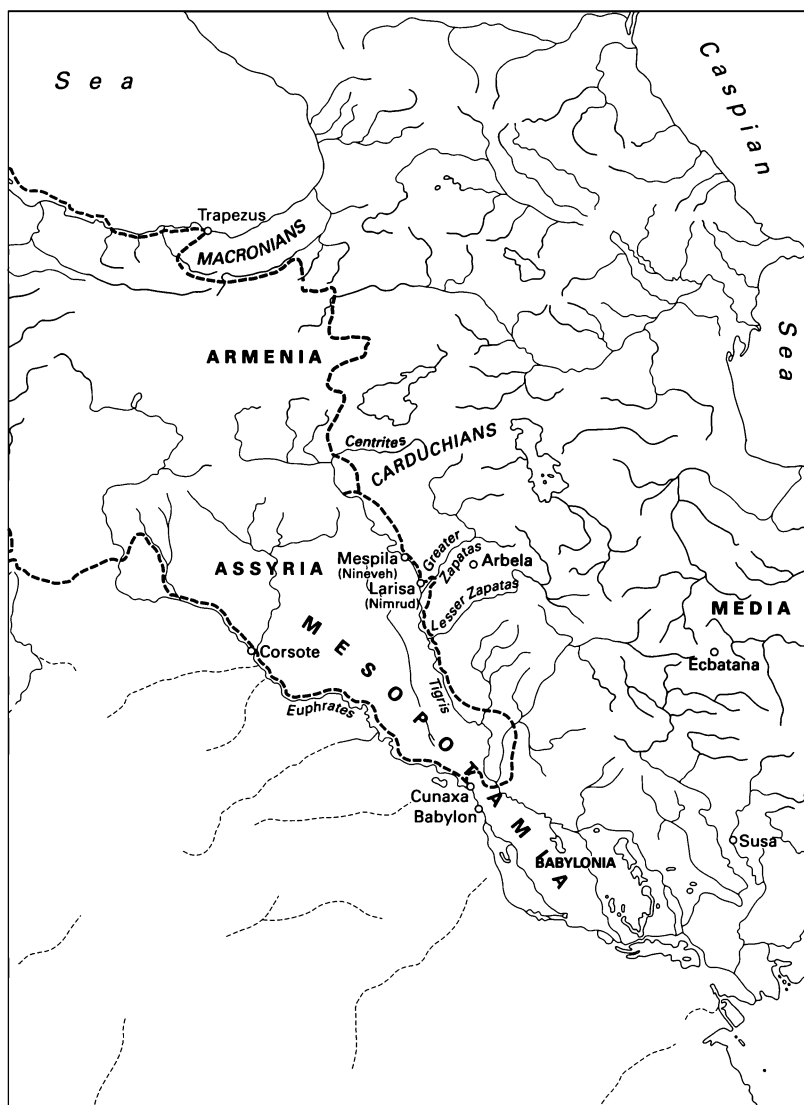 Sea
Caspian
Sea
Trapezus
MACRONIANS
ARMENIA
Centrites
CARDUCHIANS
Mespila
(Nineveh)
Greater
Zapatas
Arbela
ASSYRIA
Larisa
(Nimrud)
Lesser Zapatas
MEDIA
MESOPOTAMIA
Corsote
Ecbatana
Tigris
Euphrates
Cunaxa
Babylon
Susa
BABYLONIA